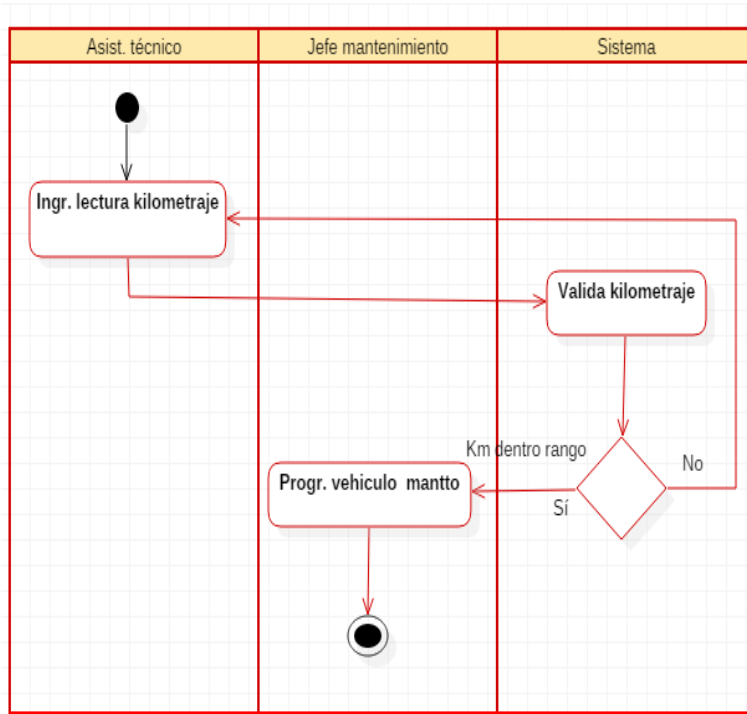 Asist. técnico
Jefe mantenimiento
Sistema
Ingr. lectura kilometraje
Valida kilometraje
Km dentro rango
No
Progr. vehiculo mantto
Sí